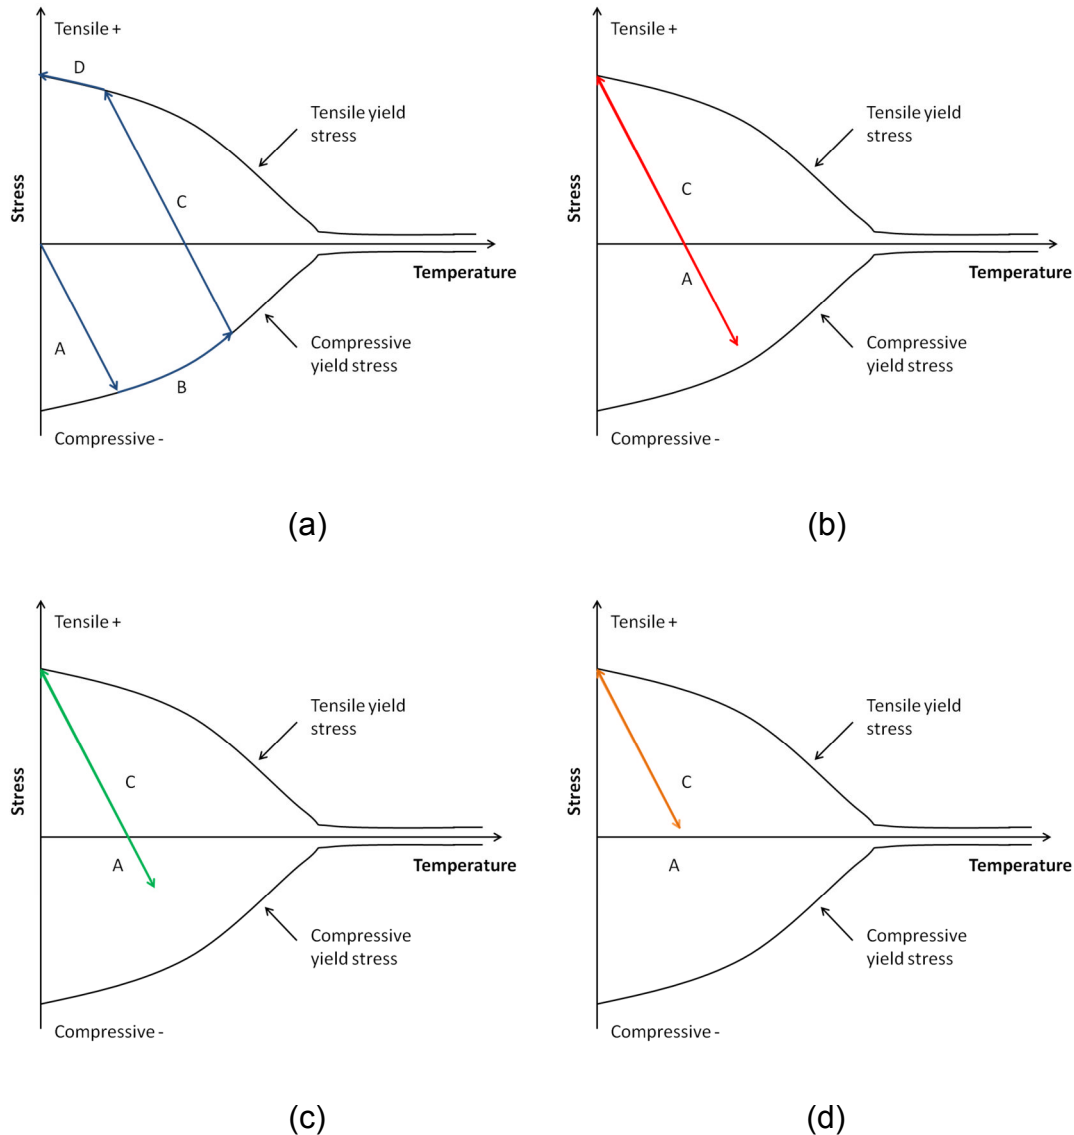 Tensile +
D
Tensile yield
stress
C
Stress
Temperature
A
B
Compressive
yield stress
Compressive -
(a)
Tensile +
Tensile yield
stress
C
Stress
A
Temperature
Compressive
yield stress
Compressive -
(b)
Tensile +
Tensile yield
stress
C
Stress
A
Temperature
Compressive
yield stress
Compressive -
(c)
Tensile +
Tensile yield
stress
C
Stress
A
Temperature
Compressive
yield stress
Compressive -
(d)